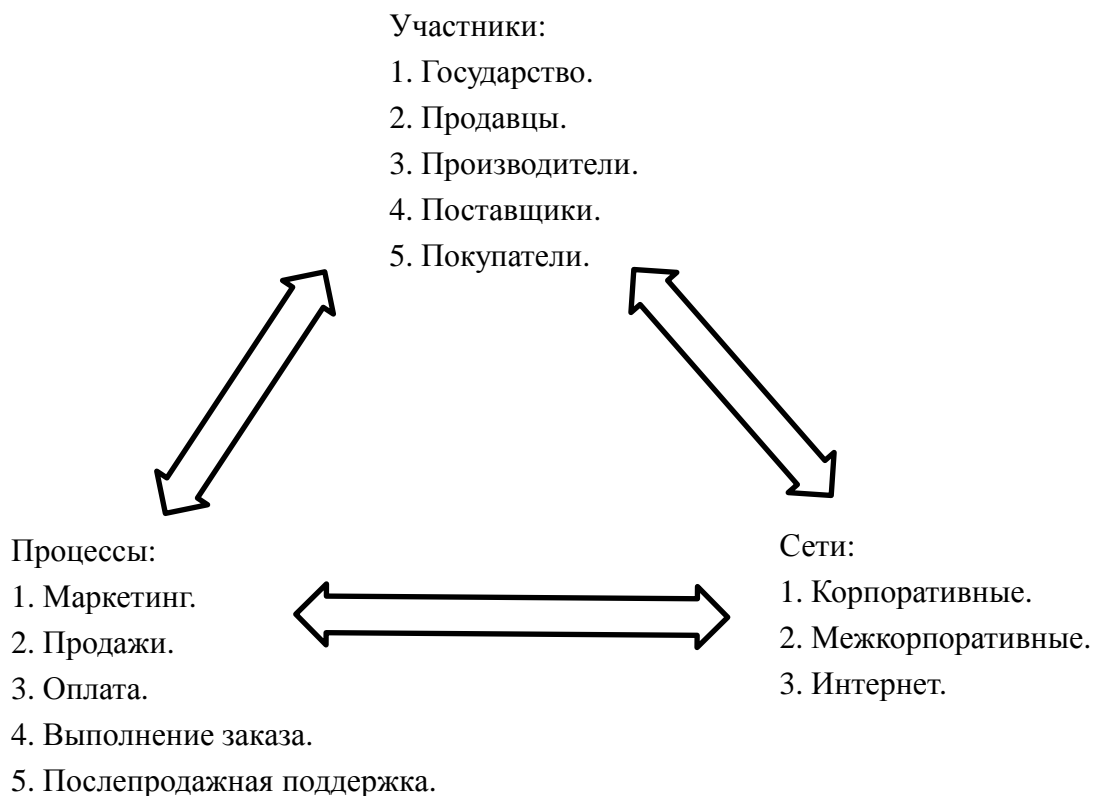 Участники:
1. Государство.
2. Продавцы.
3. Производители.
4. Поставщики.
5. Покупатели.
Процессы:
1. Маркетинг.
2. Продажи.
3. Оплата.
4. Выполнение заказа.
5. Послепродажная поддержка.
Сети:
1. Корпоративные.
2. Межкорпоративные.
3. Интернет.